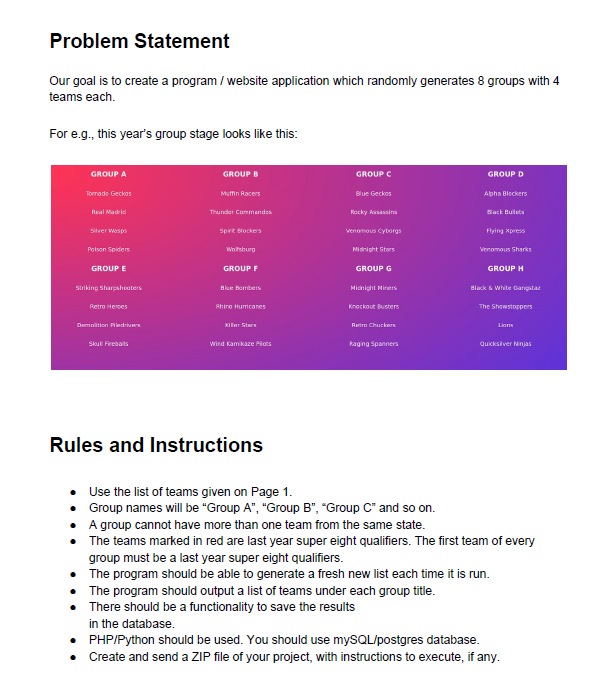 Problem Statement
Our goal is to create a program / website application which randomly generates 8 groups with 4
teams each.
For e.g., this year's group stage looks like this:
GROUP A GROUP B GROUP C GROUP D
Tornado Geckos Muffin Racers Blue Geckos Alpha Blockers
Real Madrid Thunder Commandos Rocky Assassins Black Bullets
Silver Wasps Spirit Blockers Venomous Cyborgs Flying Xpress
Poison Spiders Wolfsburg Midnight Stars Venomous Sharks
GROUP E GROUP F GROUP G GROUP H
Striking Sharpshooters Blue Bombers Midnight Miners Black & White Gangstaz
Retro Heroes Rhino Hurricanes Knockout Busters The Showstoppers
Demolition Piledrivers Killer Stars Retro Chuckers Lions
Skull Fireballs Wind Kamikaze Pilots Raging Spanners Quicksilver Ninjas
Rules and Instructions
● Use the list of teams given on Page 1.
● Group names will be “Group A”, “Group B”, “Group C” and so on.
● A group cannot have more than one team from the same state.
● The teams marked in red are last year super eight qualifiers. The first team of every
group must be a last year super eight qualifiers.
● The program should be able to generate a fresh new list each time it is run.
● The program should output a list of teams under each group title.
● There should be a functionality to save the results
in the database.
● PHP/Python should be used. You should use mySQL/postgres database.
● Create and send a ZIP file of your project, with instructions to execute, if any.